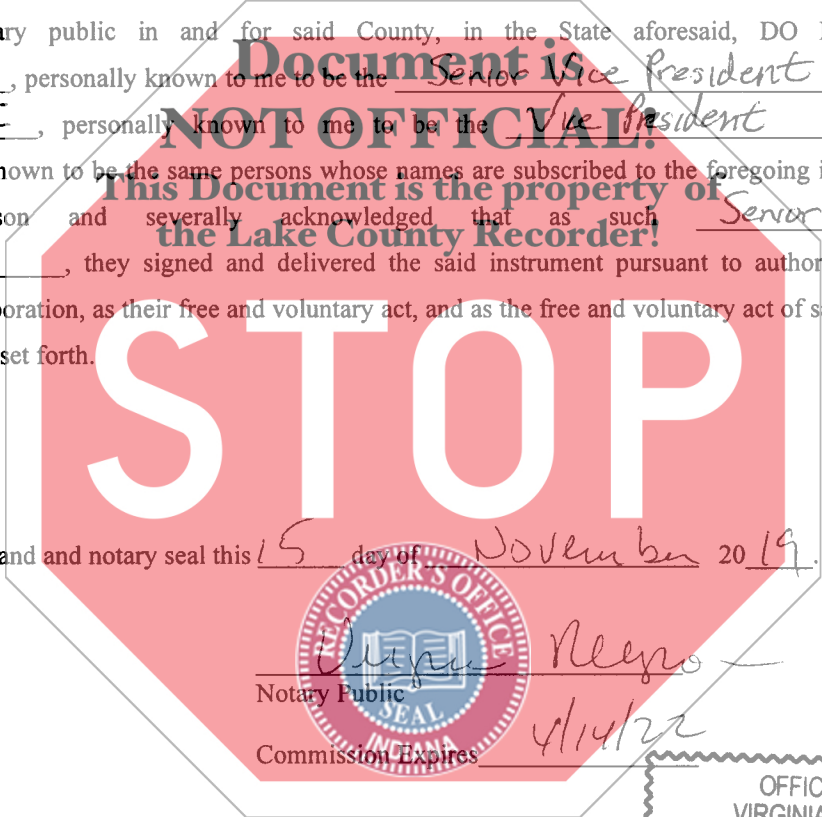 ry public in and for said County, in the State aforesaid, DO
Document is
, personally known to me to be the Senior Vice President
NOT OFFICIAL!
, personally known to me to be the Vice President
nown to be the same persons whose names are subscribed to the foregoing i
This Document is the property of
on and severally acknowledged that as such Senior
the Lake County Recorder!
, they signed and delivered the said instrument pursuant to author
oration, as their free and voluntary act, and as the free and voluntary act of s
set forth.
STOP
and and notary seal this 15 day of November 2019.
RECORDER'S OFFICE
Negro
Notary Public
SEAL
INDIANA
Commission Expires 4/14/22
OFFIC
VIRGINIA